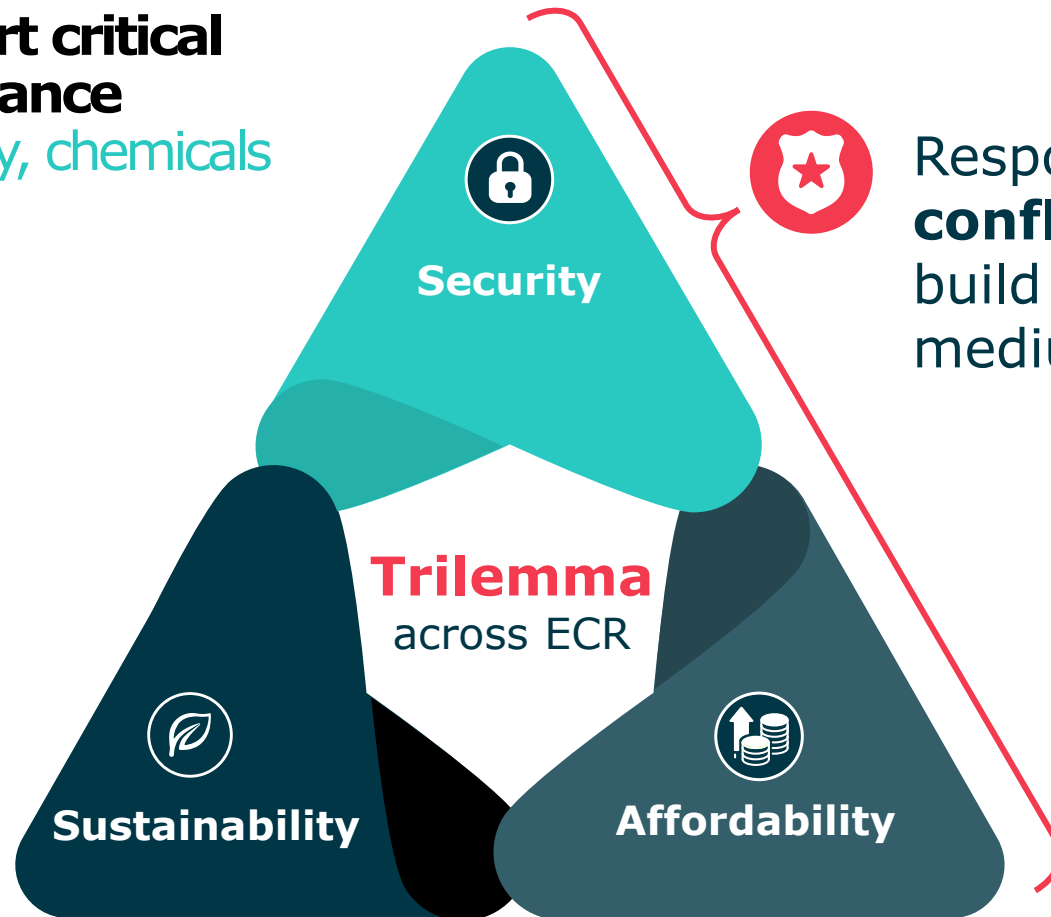 rt critical
ance
y, chemicals
Security
Respo
confl
build
mediu
Trilemma
across ECR
Sustainability
Affordability